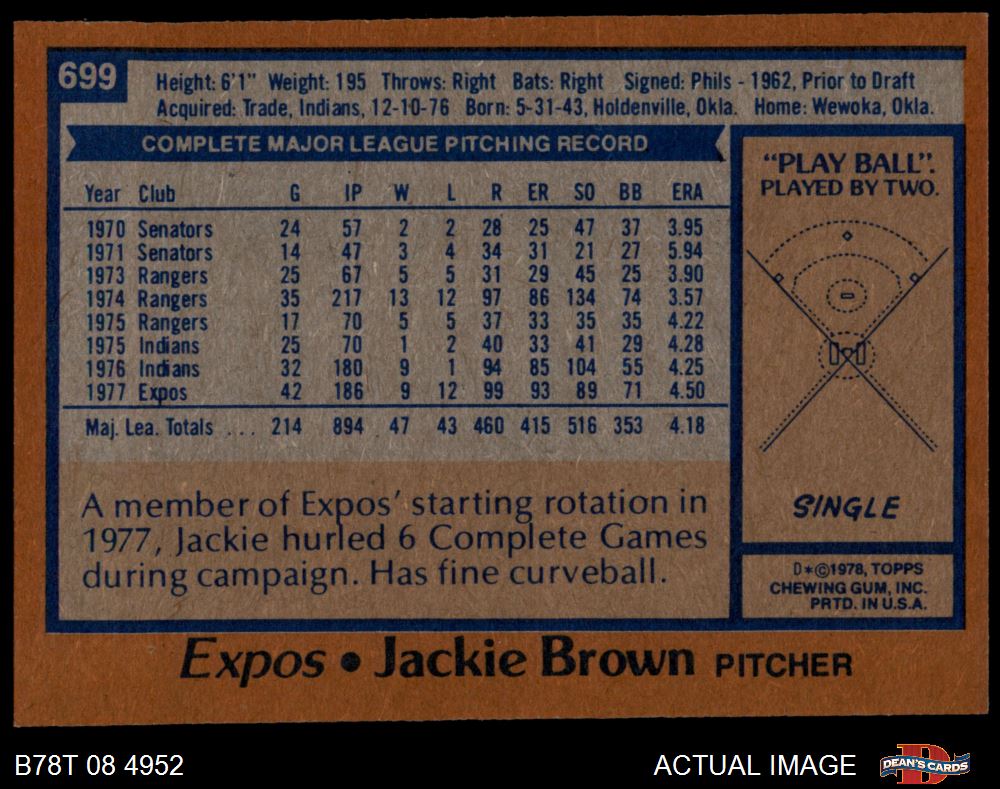 699
Height: 6'1" Weight: 195 Throws: Right Bats: Right Signed: Phils - 1962, Prior to Draft
Acquired: Trade, Indians, 12-10-76 Born: 5-31-43, Holdenville, Okla. Home: Wewoka, Okla.
COMPLETE MAJOR LEAGUE PITCHING RECORD
Year Club G IP W L R ER SO BB ERA
1970 Senators 24 57 2 2 28 25 47 37 3.95
1971 Senators 14 47 3 4 34 31 21 27 5.94
1973 Rangers 25 67 5 5 31 29 45 25 3.90
1974 Rangers 35 217 13 12 97 86 134 74 3.57
1975 Rangers 17 70 5 5 37 33 35 35 4.22
1975 Indians 25 70 1 2 40 33 41 29 4.28
1976 Indians 32 180 9 1 94 85 104 55 4.25
1977 Expos 42 186 9 12 99 93 89 71 4.50
Maj. Lea. Totals ... 214 894 47 43 460 415 516 353 4.18
A member of Expos' starting rotation in
1977, Jackie hurled 6 Complete Games
during campaign. Has fine curveball.
"PLAY BALL".
PLAYED BY TWO.
SINGLE
D*©1978, TOPPS
CHEWING GUM, INC.
PRTD. IN U.S.A.
Expos • Jackie Brown PITCHER
B78T 08 4952
ACTUAL IMAGE
D
DEAN'S CARDS